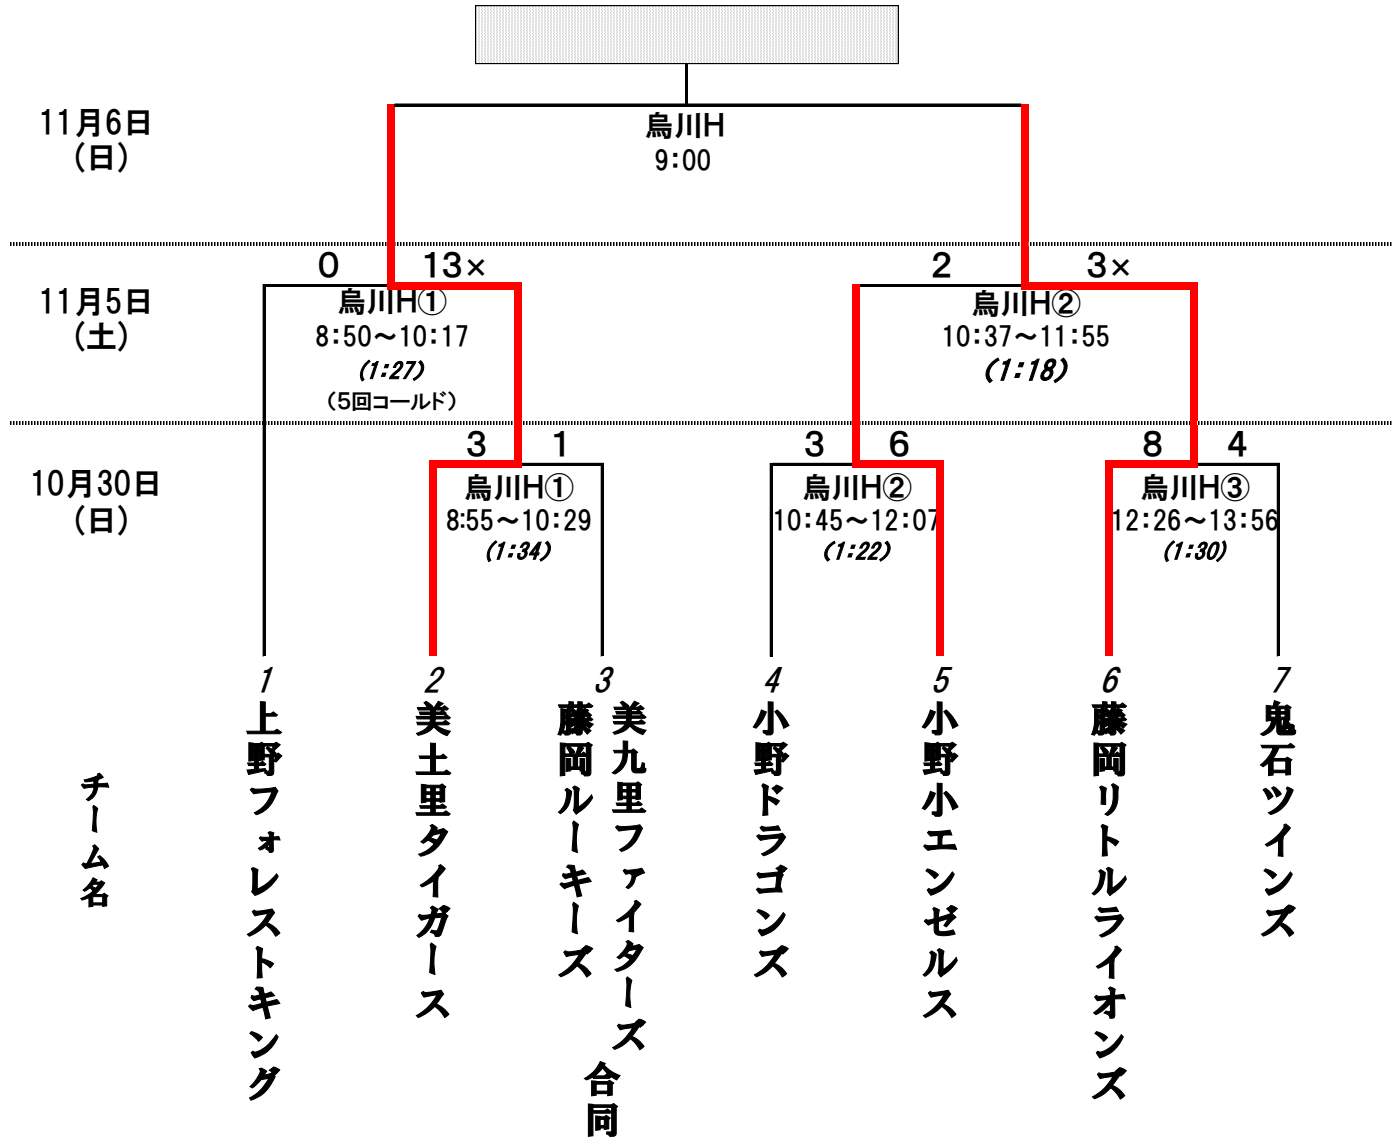 11月6日
(日)
烏川H
9:00
0
13×
2
3×
11月5日
(土)
烏川H①
8:50～10:17
(1:27)
(5回コールド)
烏川H②
10:37～11:55
(1:18)
3
1
3
6
8
4
10月30日
(日)
烏川H①
8:55～10:29
(1:34)
烏川H②
10:45～12:07
(1:22)
烏川H③
12:26～13:56
(1:30)
1
2
3
4
5
6
7
チーム名
上野フォレストキング
美土里タイガース
美九里ファイターズ
藤岡ルーキーズ
合同
小野ドラゴンズ
小野小エンゼルス
藤岡リトルライオンズ
鬼石ツインズ